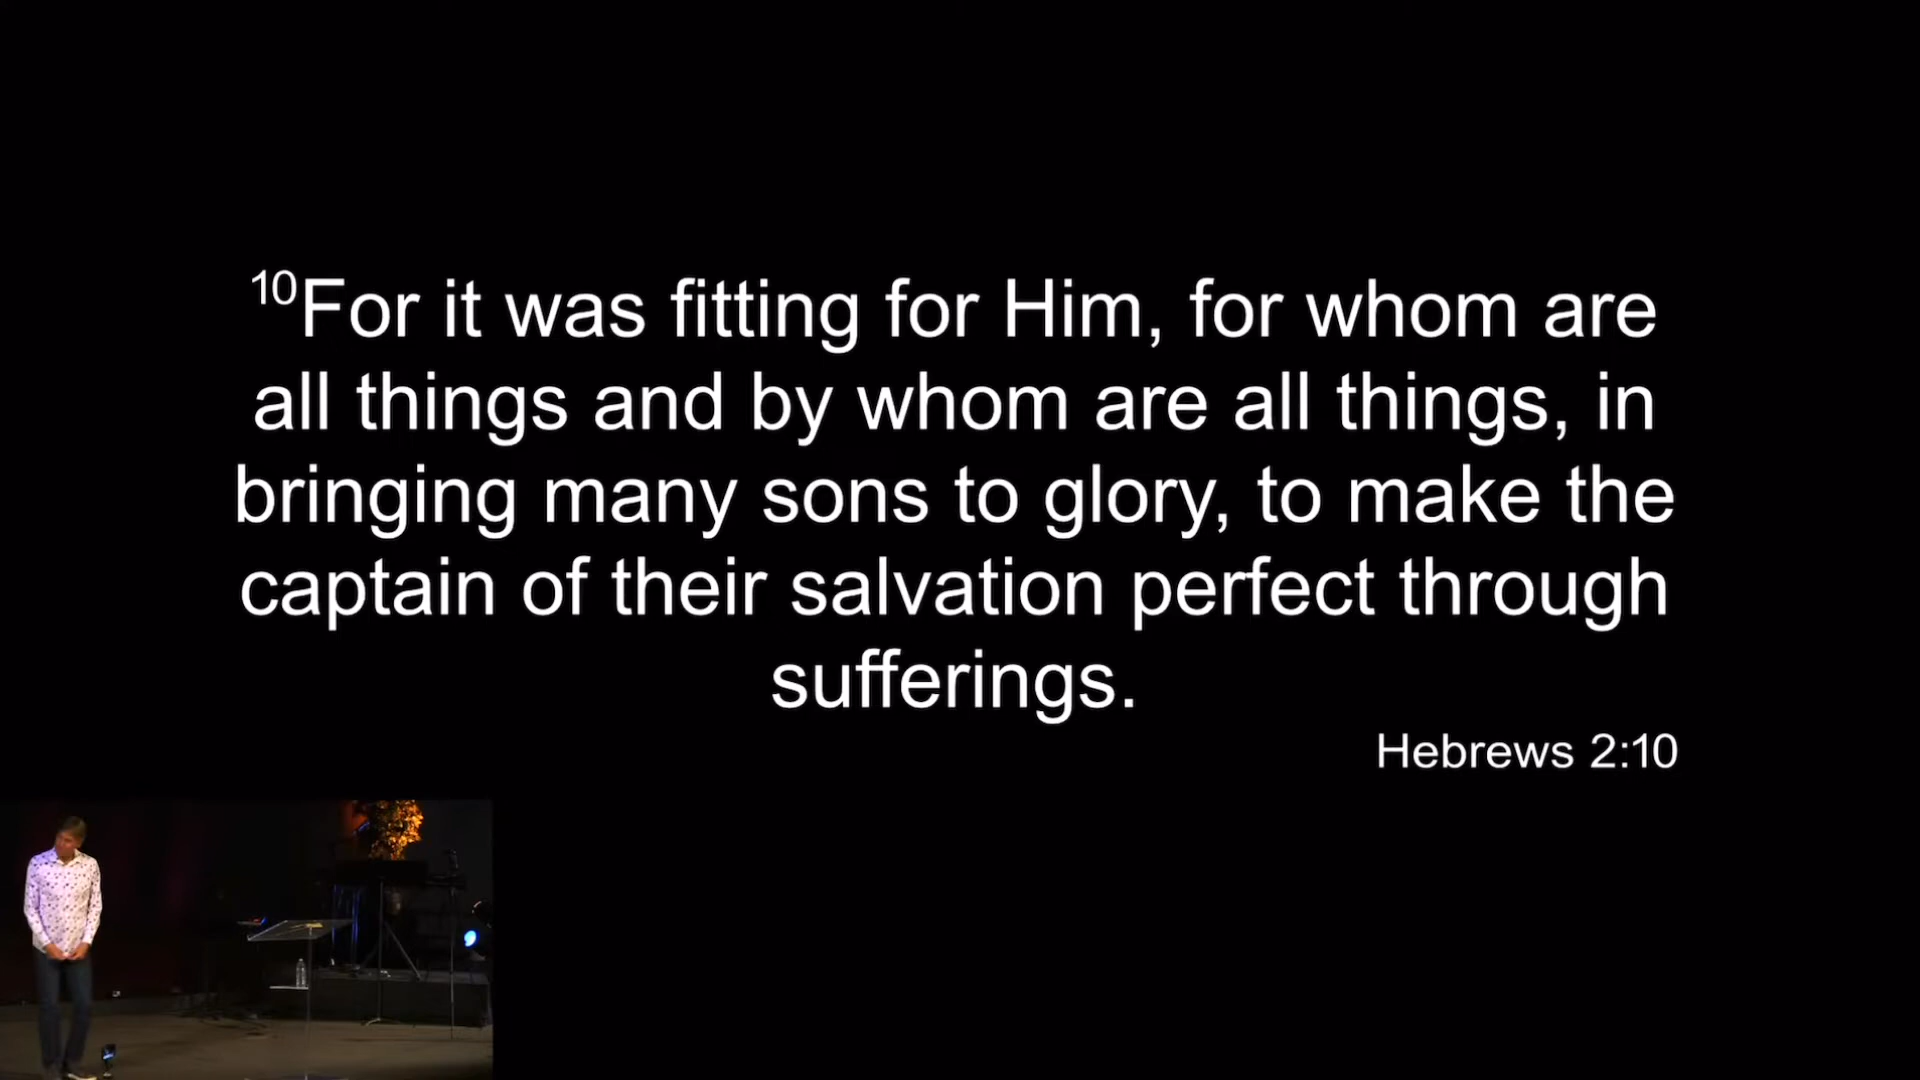 10For it was fitting for Him, for whom are
all things and by whom are all things, in
bringing many sons to glory, to make the
captain of their salvation perfect through
sufferings.
Hebrews 2:10